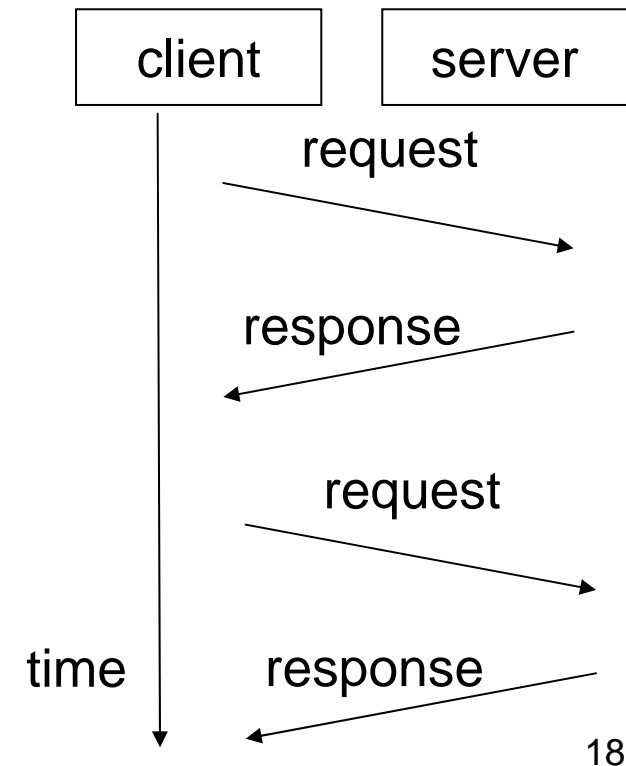 client server
request
response
request
time response
18